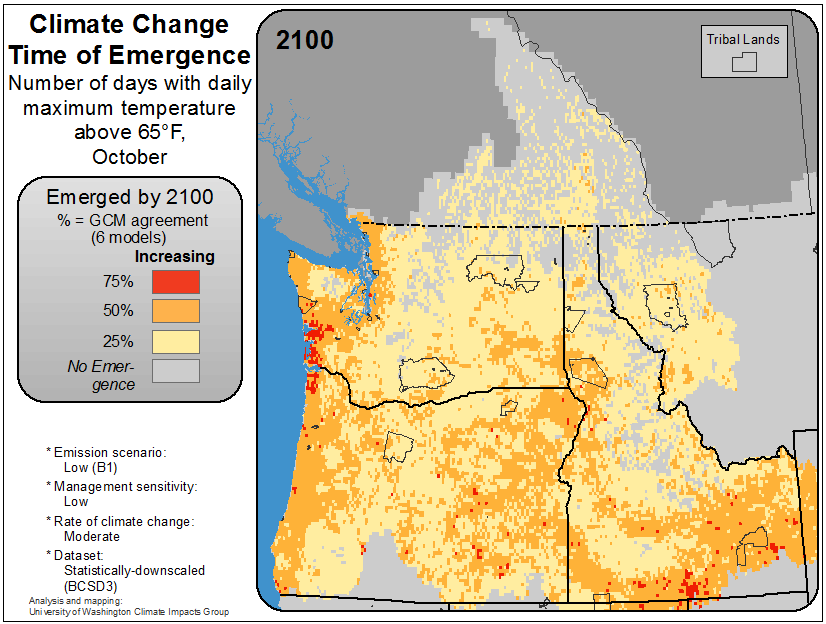 Climate Change
Time of Emergence
Number of days with daily
maximum temperature
above 65°F,
October
Emerged by 2100
% = GCM agreement
(6 models)
Increasing
75%
50%
25%
No Emer-
gence
* Emission scenario:
Low (B1)
* Management sensitivity:
Low
* Rate of climate change:
Moderate
* Dataset:
Statistically-downscaled
(BCSD3)
Analysis and mapping:
University of Washington Climate Impacts Group
2100
Tribal Lands